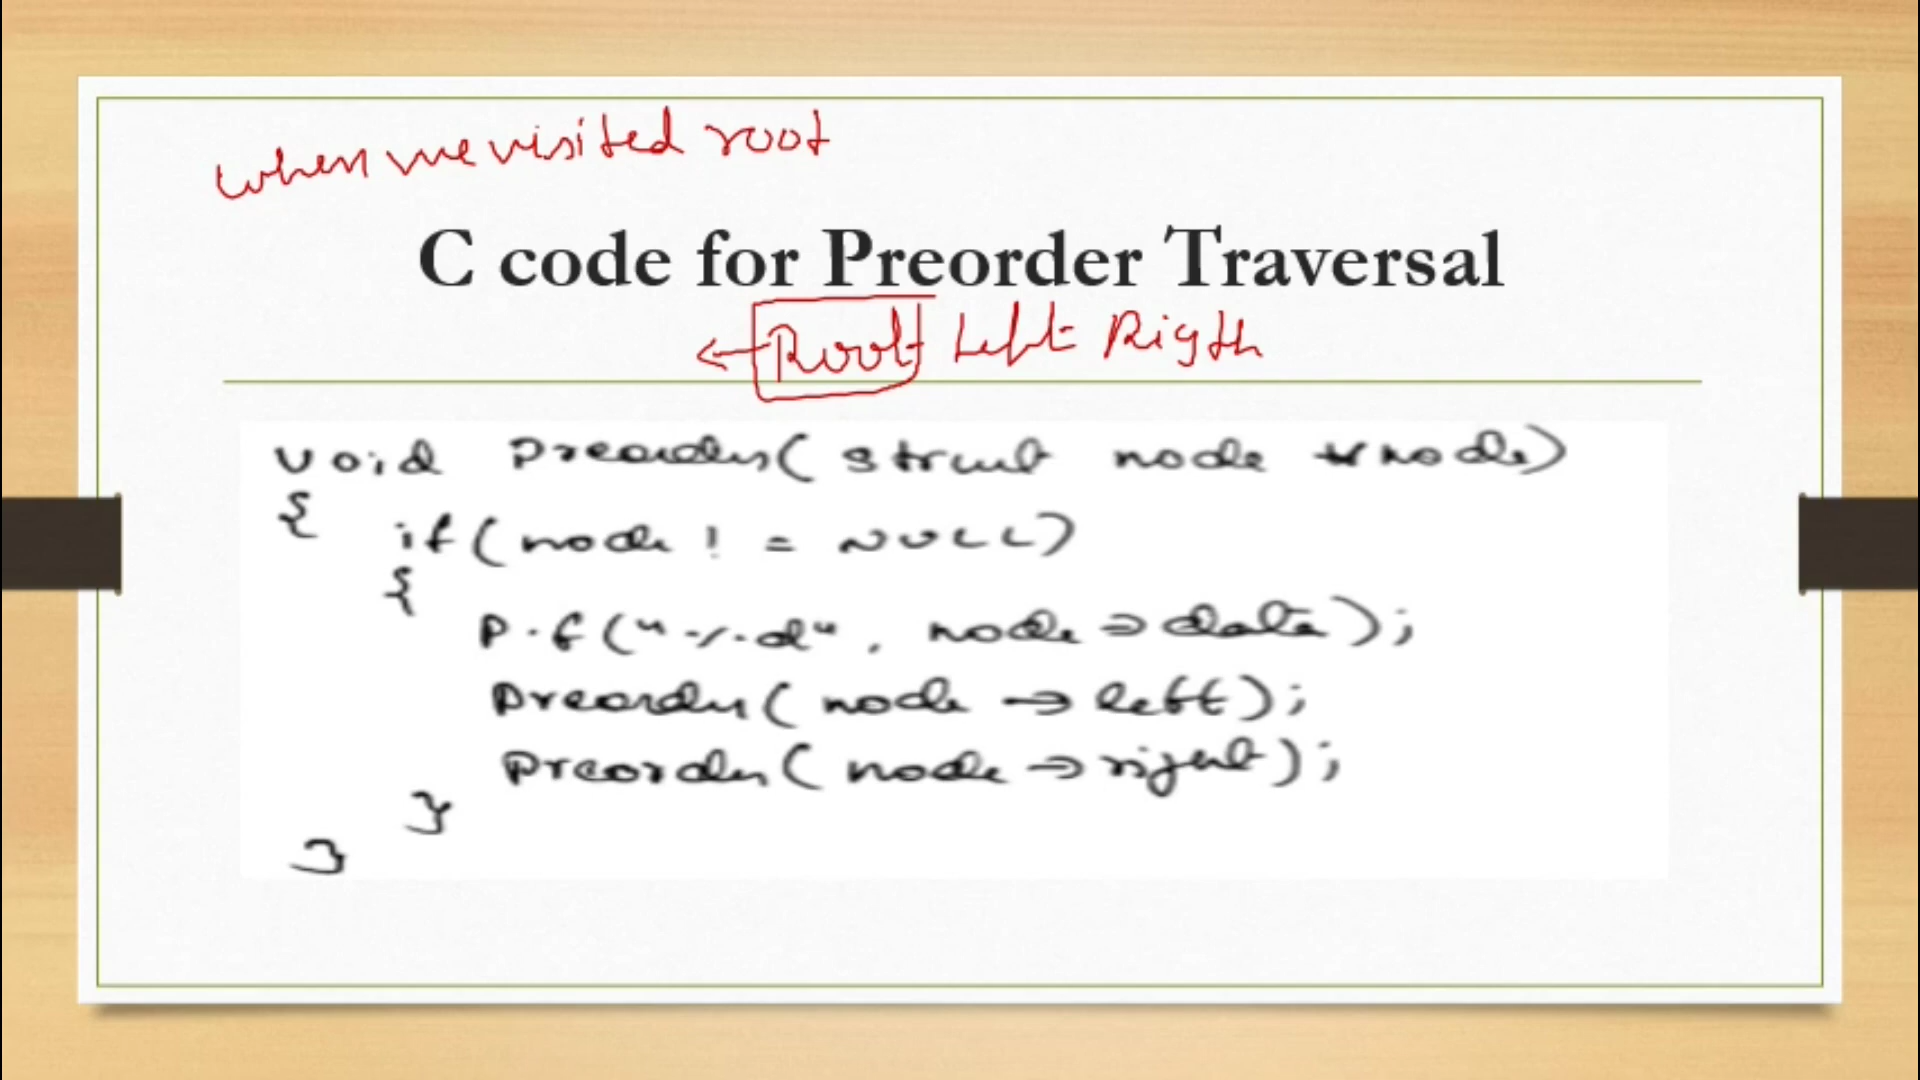 when we visited root
C code for Preorder Traversal
← Root Left Rigth
void preorder( struct node *node)
{
if(node != NULL)
{
P.f("%d", node→data);
preorder(node → left);
preorder(node → right);
}
}